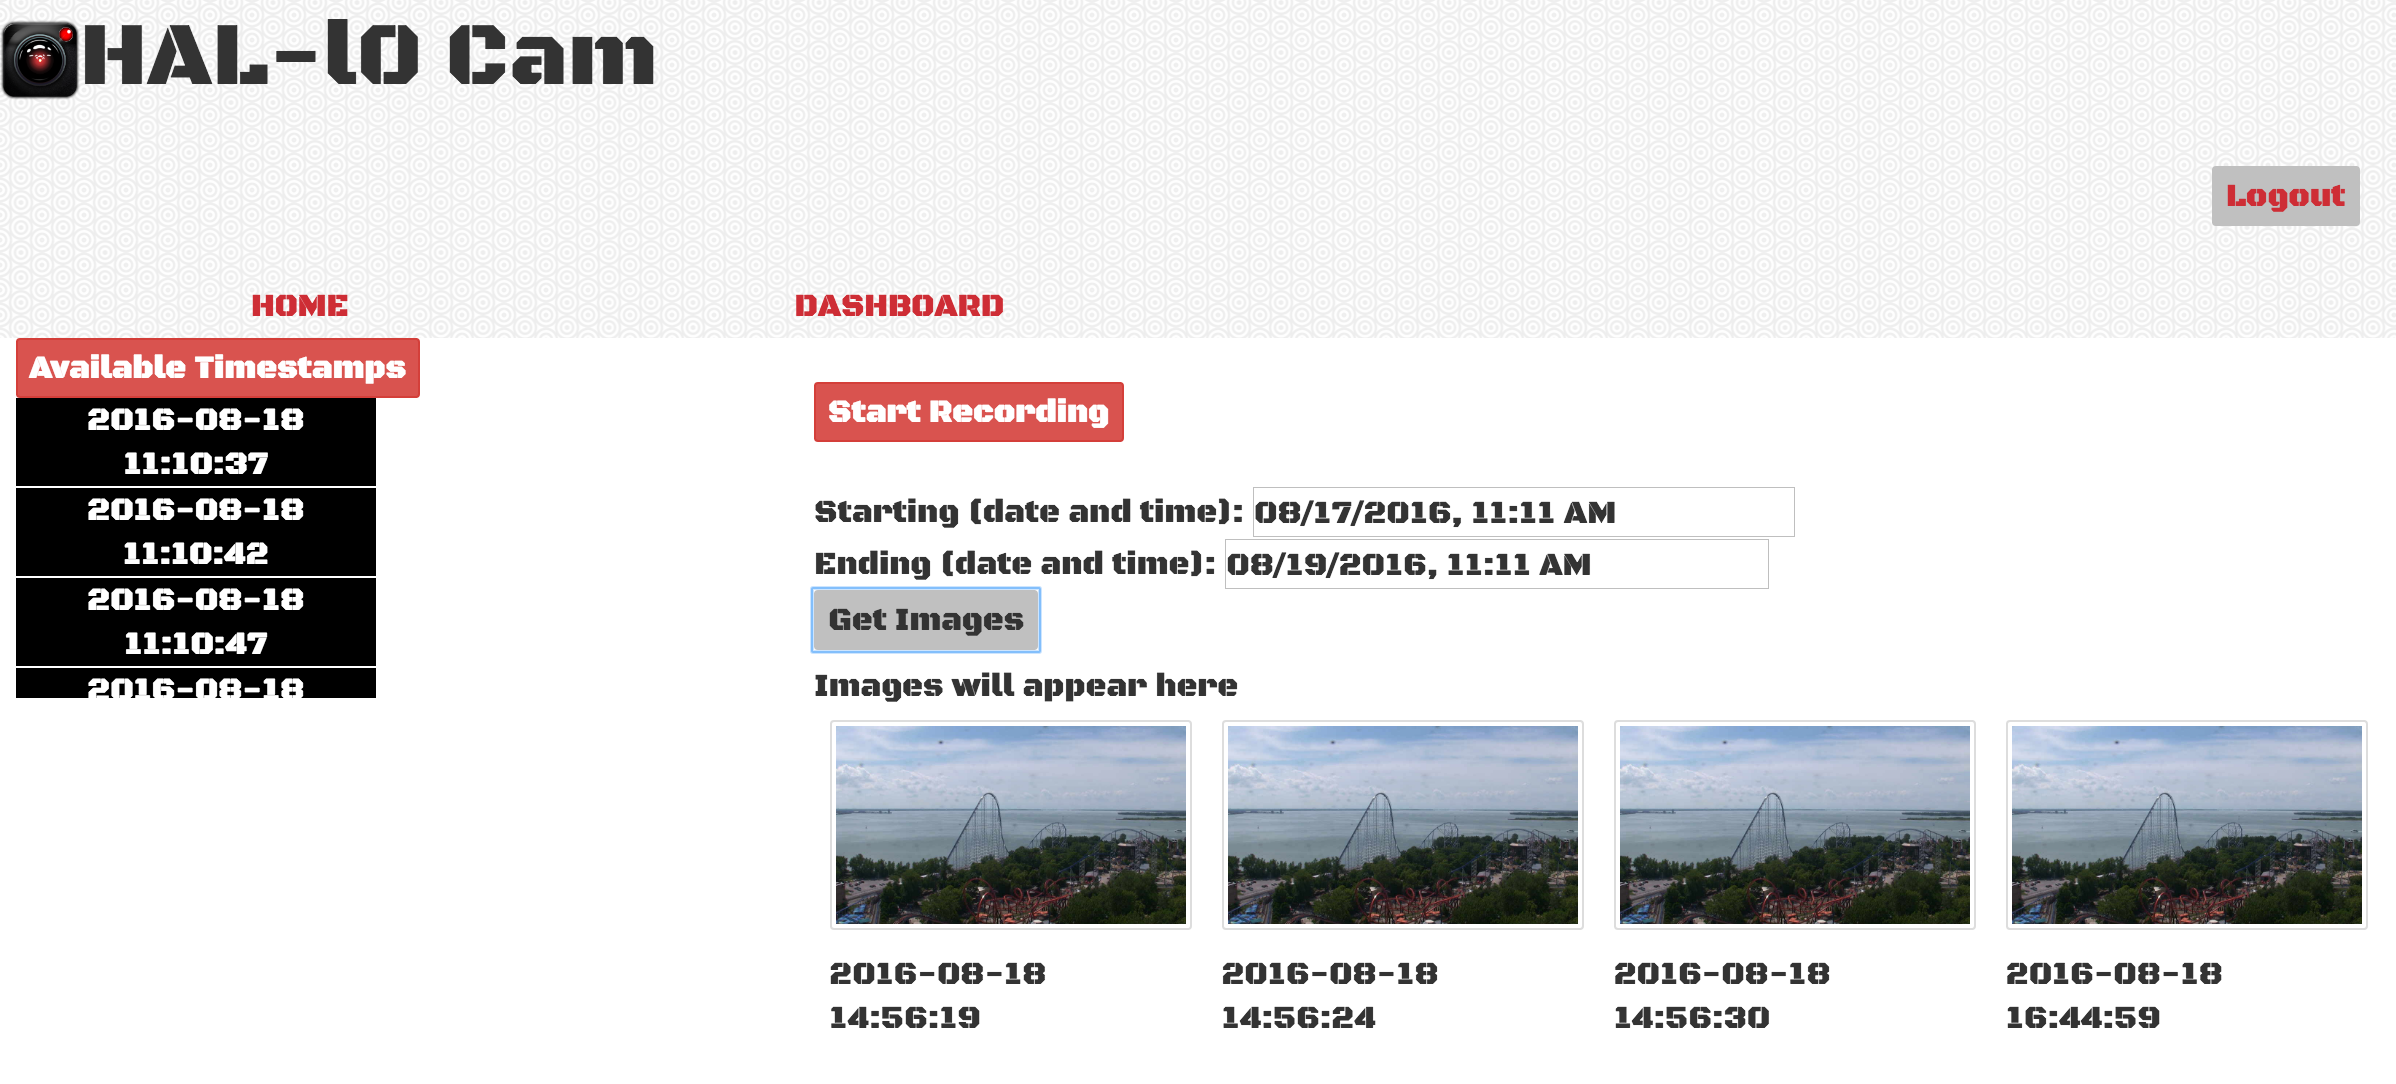 HAL-lO Cam
Logout
HOME
DASHBOARD
Available Timestamps
2016-08-18
11:10:37
2016-08-18
11:10:42
2016-08-18
11:10:47
2016-08-18
Start Recording
Starting (date and time): 08/17/2016, 11:11 AM
Ending (date and time): 08/19/2016, 11:11 AM
Get Images
Images will appear here
2016-08-18
14:56:19
2016-08-18
14:56:24
2016-08-18
14:56:30
2016-08-18
16:44:59